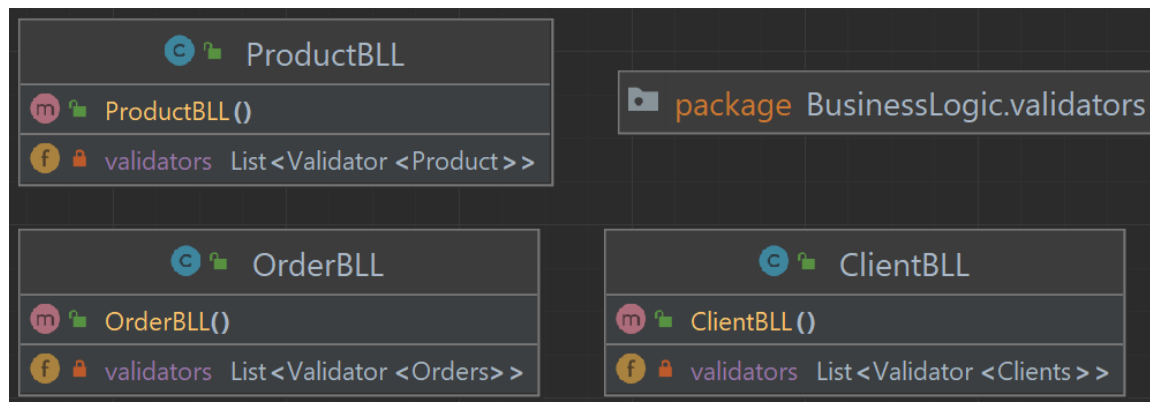 ProductBLL
ProductBLL()
validators List<Validator<Product>>
package BusinessLogic.validators
OrderBLL
OrderBLL()
validators List<Validator<Orders>>
ClientBLL
ClientBLL()
validators List<Validator<Clients>>